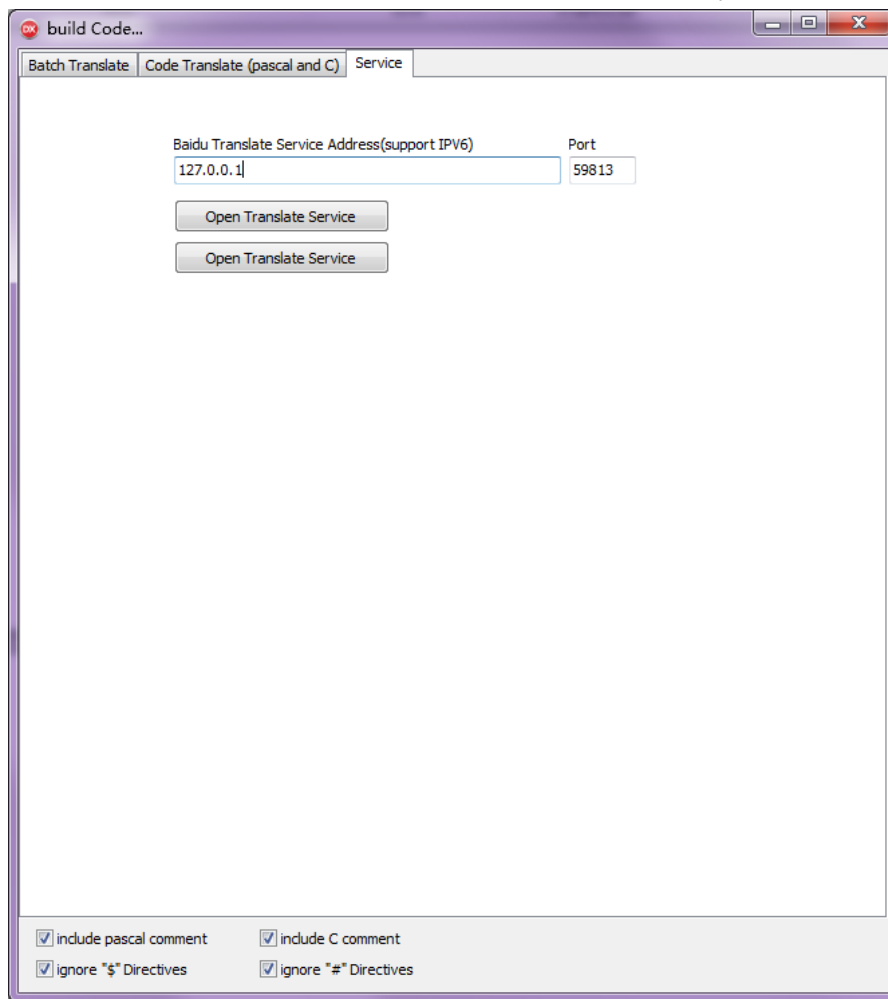 build Code...
Batch Translate Code Translate (pascal and C) Service
Baidu Translate Service Address(support IPV6) Port
127.0.0.1 59813
Open Translate Service
Open Translate Service
include pascal comment include C comment
ignore "$" Directives ignore "#" Directives